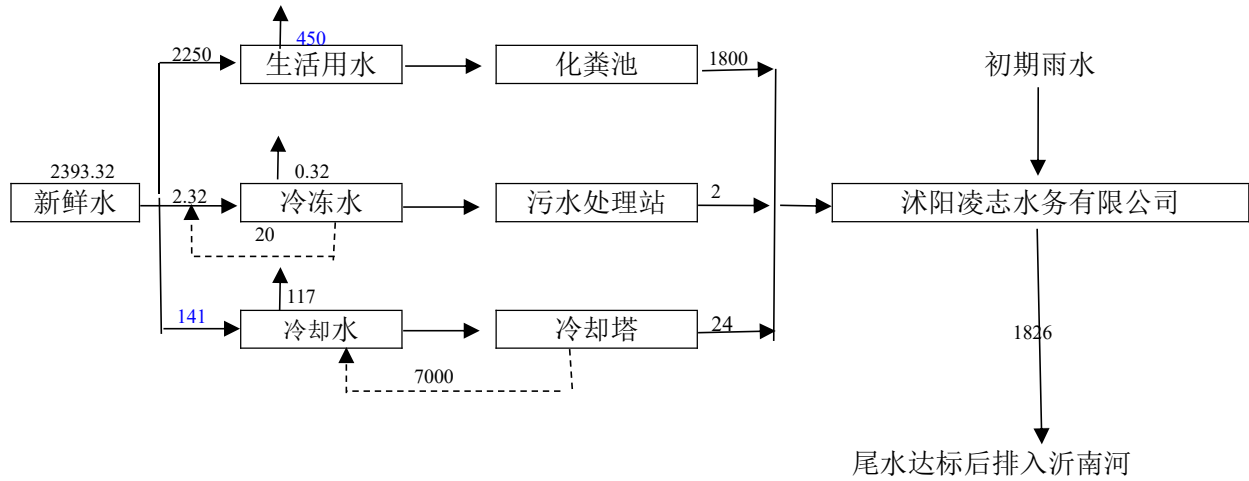 450
2250
生活用水
化粪池
1800
初期雨水
2393.32
新鲜水
2.32
0.32
冷冻水
污水处理站
2
沭阳凌志水务有限公司
20
117
141
冷却水
冷却塔
24
7000
1826
尾水达标后排入沂南河